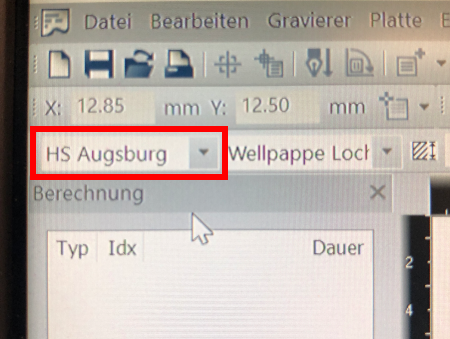 Datei Bearbeiten Gravierer Platte
X: 12.85 mm Y: 12.50 mm
HS Augsburg Wellpappe Loch
Berechnung
Typ Idx Dauer
2
4